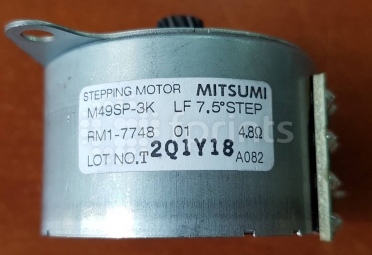 STEPPING MOTOR MITSUMI
M49SP-3K LF 7.5°STEP
RM1-7748 01 4.8Ω
LOT NO.T 2Q1Y18 A082